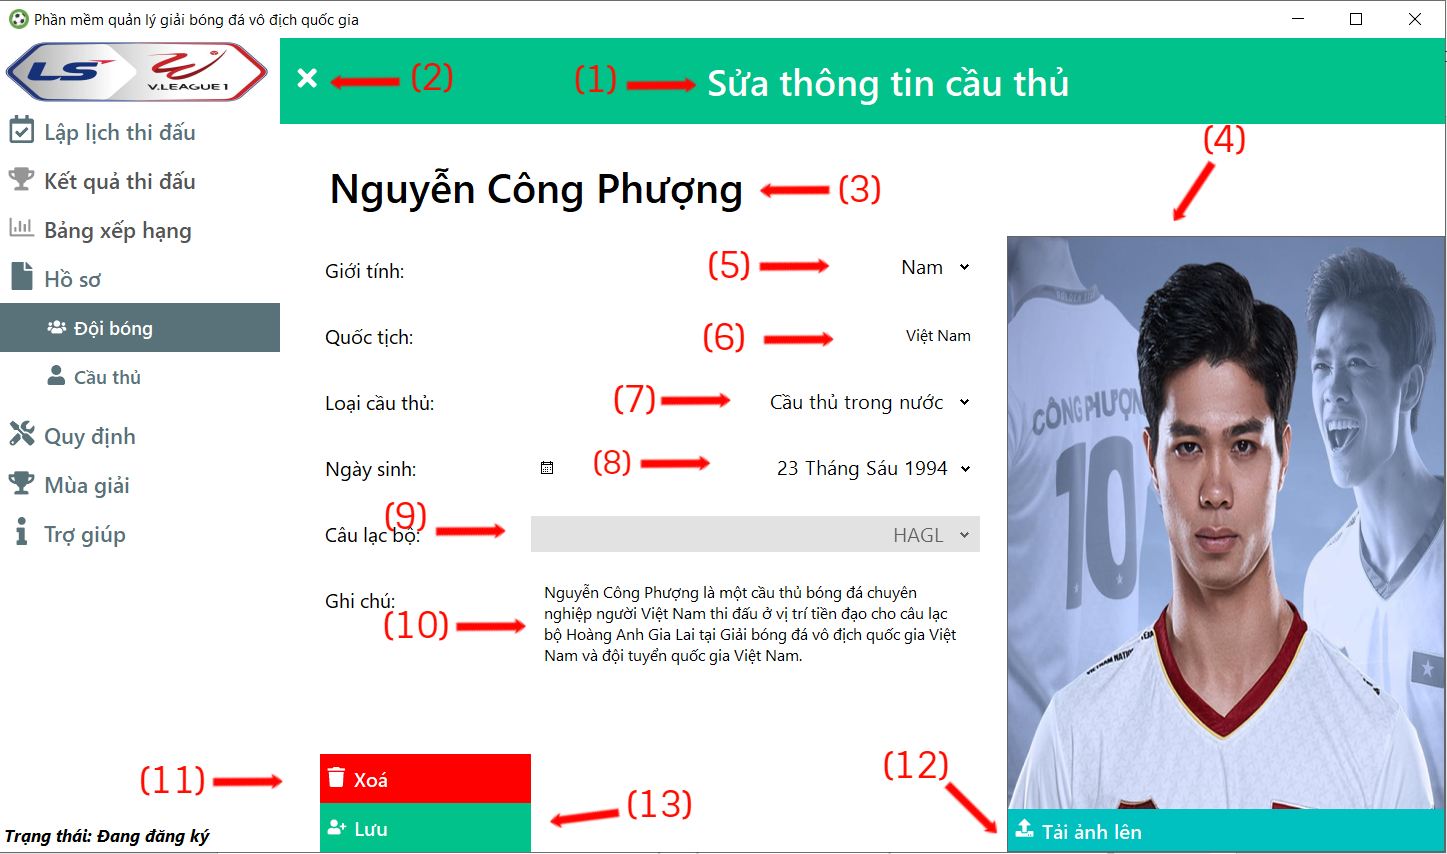 Phần mềm quản lý giải bóng đá vô địch quốc gia
LS
V.LEAGUE 1
(2)
(1)
Sửa thông tin cầu thủ
Lập lịch thi đấu
Kết quả thi đấu
Bảng xếp hạng
Hồ sơ
Đội bóng
Cầu thủ
Quy định
Mùa giải
Trợ giúp
Trạng thái: Đang đăng ký
Nguyễn Công Phượng
(3)
(4)
Giới tính:
(5)
Nam
Quốc tịch:
(6)
Việt Nam
Loại cầu thủ:
(7)
Cầu thủ trong nước
Ngày sinh:
(8)
23 Tháng Sáu 1994
Câu lạc bộ:
(9)
HAGL
Ghi chú:
(10)
Nguyễn Công Phượng là một cầu thủ bóng đá chuyên
nghiệp người Việt Nam thi đấu ở vị trí tiền đạo cho câu lạc
bộ Hoàng Anh Gia Lai tại Giải bóng đá vô địch quốc gia Việt
Nam và đội tuyển quốc gia Việt Nam.
CÔNG PHƯỢN
10
(11)
Xoá
(13)
Lưu
(12)
Tải ảnh lên